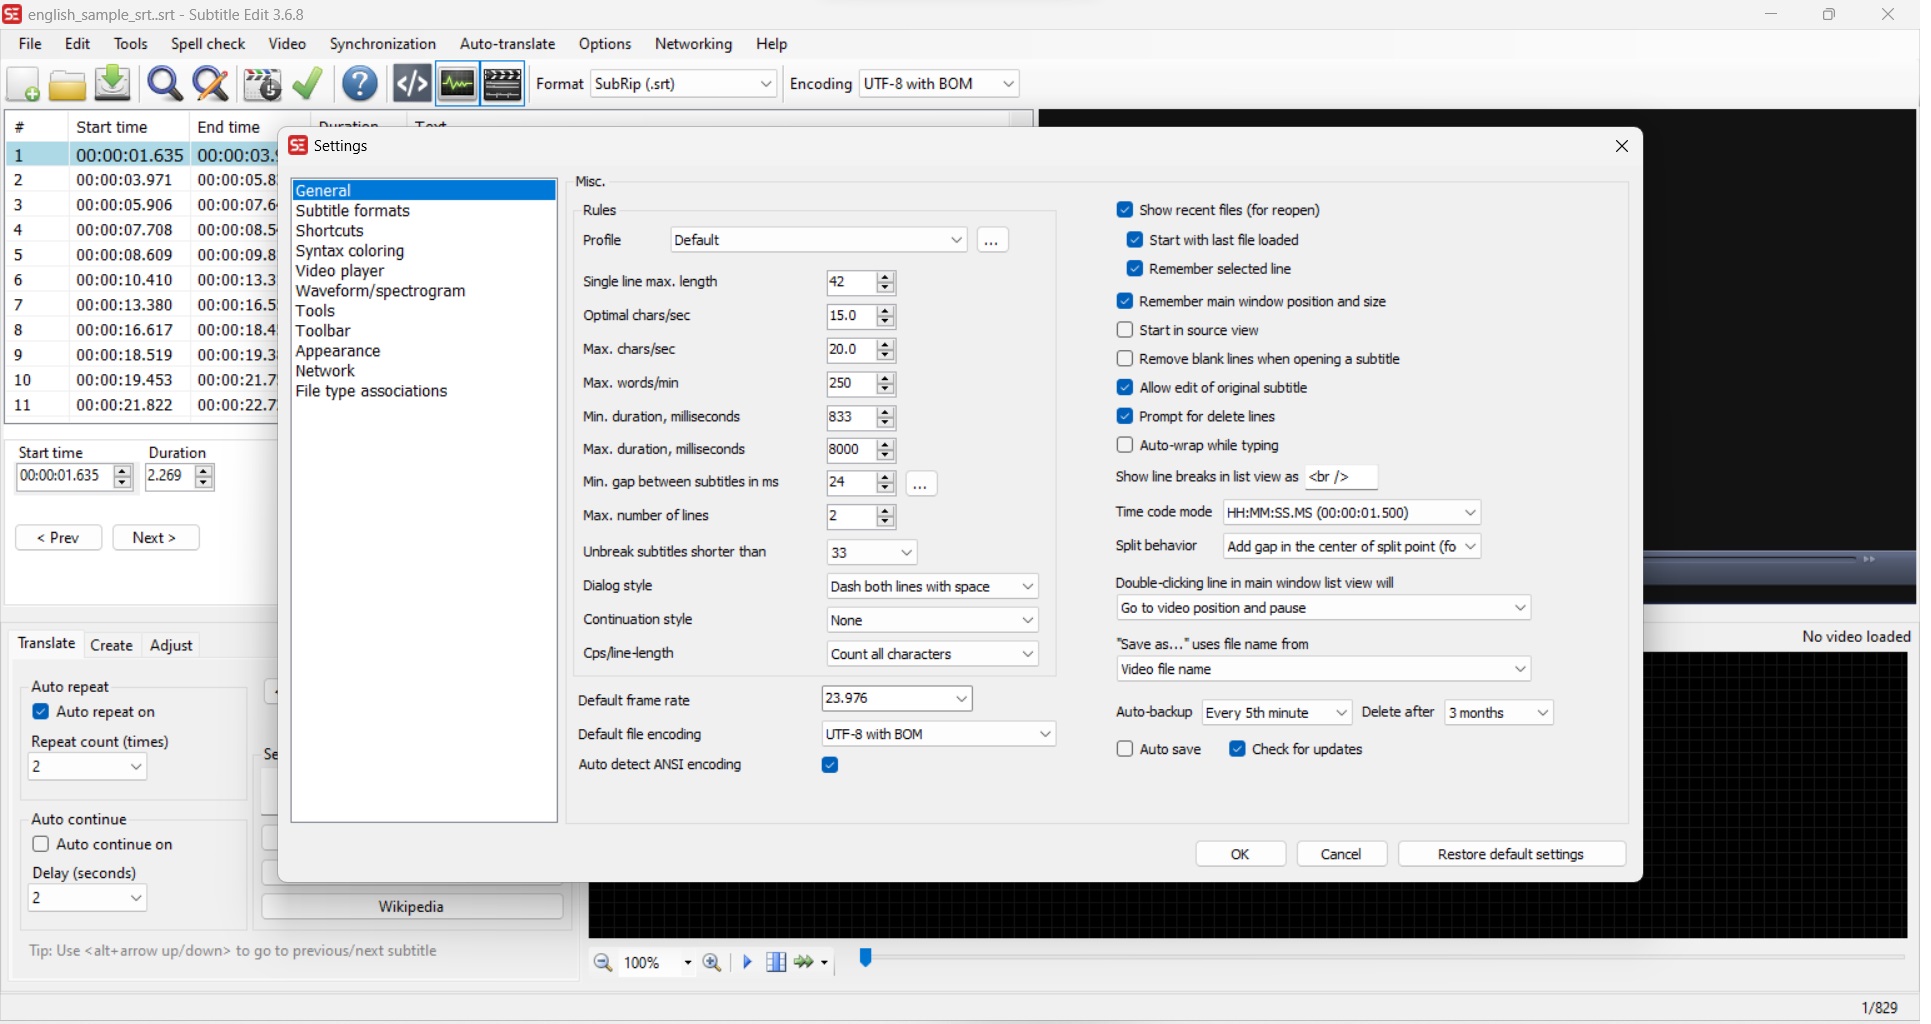 english_sample_srt..srt - Subtitle Edit 3.6.8
File Edit Tools Spell check Video Synchronization Auto-translate Options Networking Help
Format SubRip (.srt) Encoding UTF-8 with BOM
# Start time End time Duration Text
1 00:00:01.635 00:00:03.9
2 00:00:03.971 00:00:05.8
3 00:00:05.906 00:00:07.6
4 00:00:07.708 00:00:08.5
5 00:00:08.609 00:00:09.8
6 00:00:10.410 00:00:13.3
7 00:00:13.380 00:00:16.5
8 00:00:16.617 00:00:18.4
9 00:00:18.519 00:00:19.3
10 00:00:19.453 00:00:21.7
11 00:00:21.822 00:00:22.7
Start time Duration
00:00:01.635 2.269
< Prev Next >
Translate Create Adjust
Auto repeat
Auto repeat on
Repeat count (times)
2
Auto continue
Auto continue on
Delay (seconds)
2
Se
Wikipedia
Tip: Use <alt+arrow up/down> to go to previous/next subtitle
SE Settings
General
Subtitle formats
Shortcuts
Syntax coloring
Video player
Waveform/spectrogram
Tools
Toolbar
Appearance
Network
File type associations
Misc.
Rules
Profile Default ...
Single line max. length 42
Optimal chars/sec 15.0
Max. chars/sec 20.0
Max. words/min 250
Min. duration, milliseconds 833
Max. duration, milliseconds 8000
Min. gap between subtitles in ms 24 ...
Max. number of lines 2
Unbreak subtitles shorter than 33
Dialog style Dash both lines with space
Continuation style None
Cps/line-length Count all characters
Default frame rate 23.976
Default file encoding UTF-8 with BOM
Auto detect ANSI encoding
Show recent files (for reopen)
Start with last file loaded
Remember selected line
Remember main window position and size
Start in source view
Remove blank lines when opening a subtitle
Allow edit of original subtitle
Prompt for delete lines
Auto-wrap while typing
Show line breaks in list view as <br />
Time code mode HH:MM:SS.MS (00:00:01.500)
Split behavior Add gap in the center of split point (fo
Double-clicking line in main window list view will
Go to video position and pause
"Save as..." uses file name from
Video file name
Auto-backup Every 5th minute Delete after 3 months
Auto save Check for updates
OK Cancel Restore default settings
No video loaded
100%
1/829